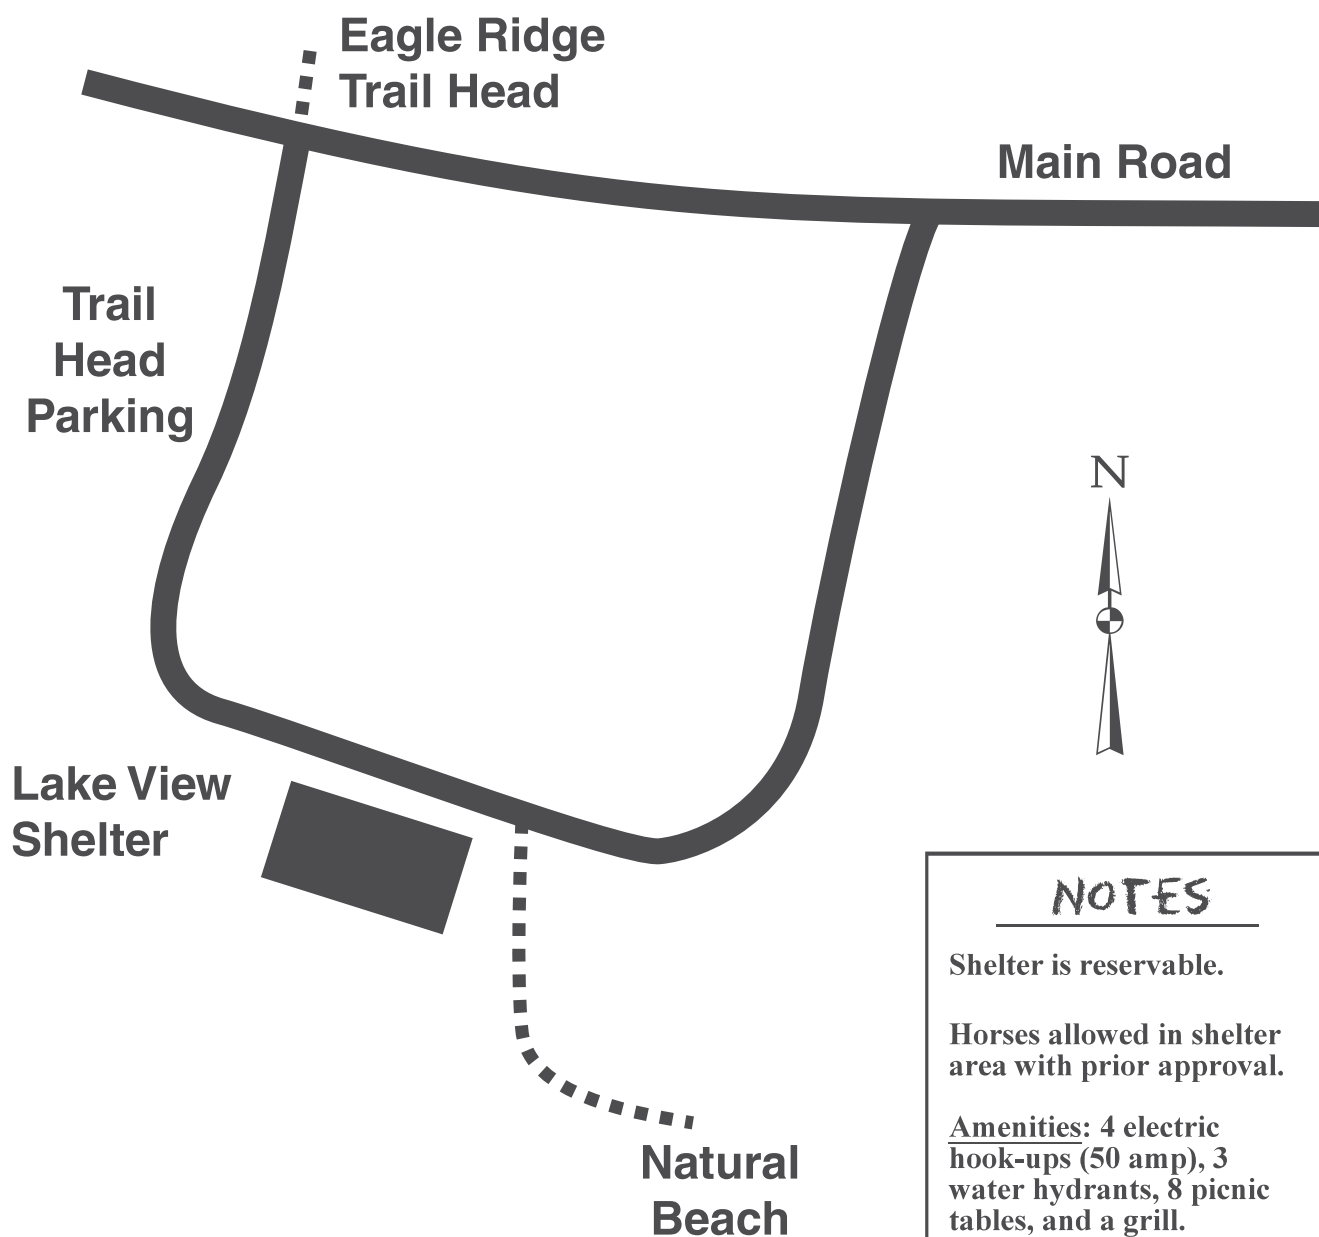 Eagle Ridge
Trail Head
Main Road
Trail
Head
Parking
N
Lake View
Shelter
NOTES
Shelter is reservable.
Horses allowed in shelter
area with prior approval.
Amenities: 4 electric
hook-ups (50 amp), 3
water hydrants, 8 picnic
tables, and a grill.
Natural
Beach